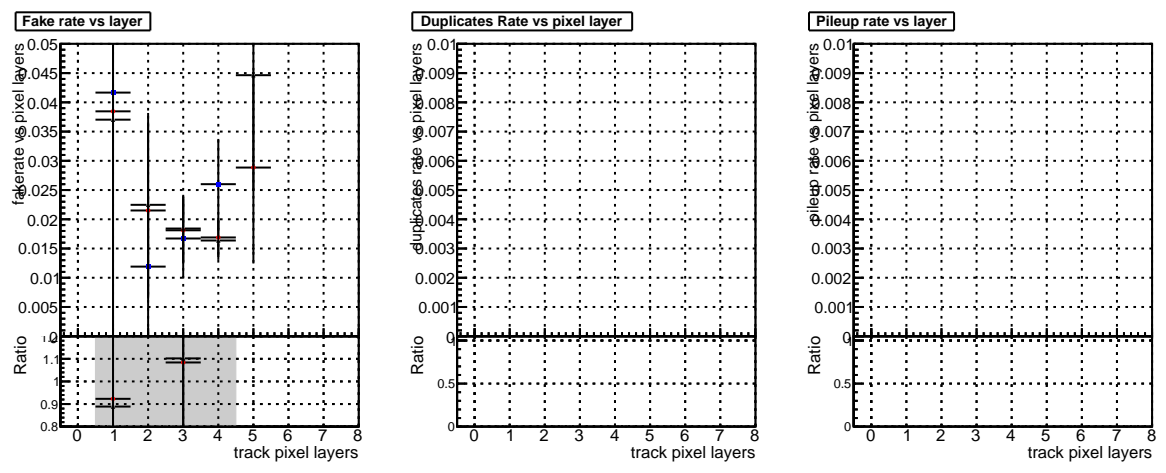 Fake rate vs layer
Duplicates Rate vs pixel layer
Pileup rate vs layer
fakerate vs pixel layers
0.05
0.045
0.04
0.035
0.03
0.025
0.02
0.015
0.01
0.005
0
Ratio
1.1
1
0.9
0.8
0 1 2 3 4 5 6 7 8
track pixel layers
duplicates rate vs pixel layers
0.01
0.009
0.008
0.007
0.006
0.005
0.004
0.003
0.002
0.001
0
Ratio
1
0.5
0
0 1 2 3 4 5 6 7 8
track pixel layers
pileup rate vs pixel layers
0.01
0.009
0.008
0.007
0.006
0.005
0.004
0.003
0.002
0.001
0
Ratio
1
0.5
0
0 1 2 3 4 5 6 7 8
track pixel layers